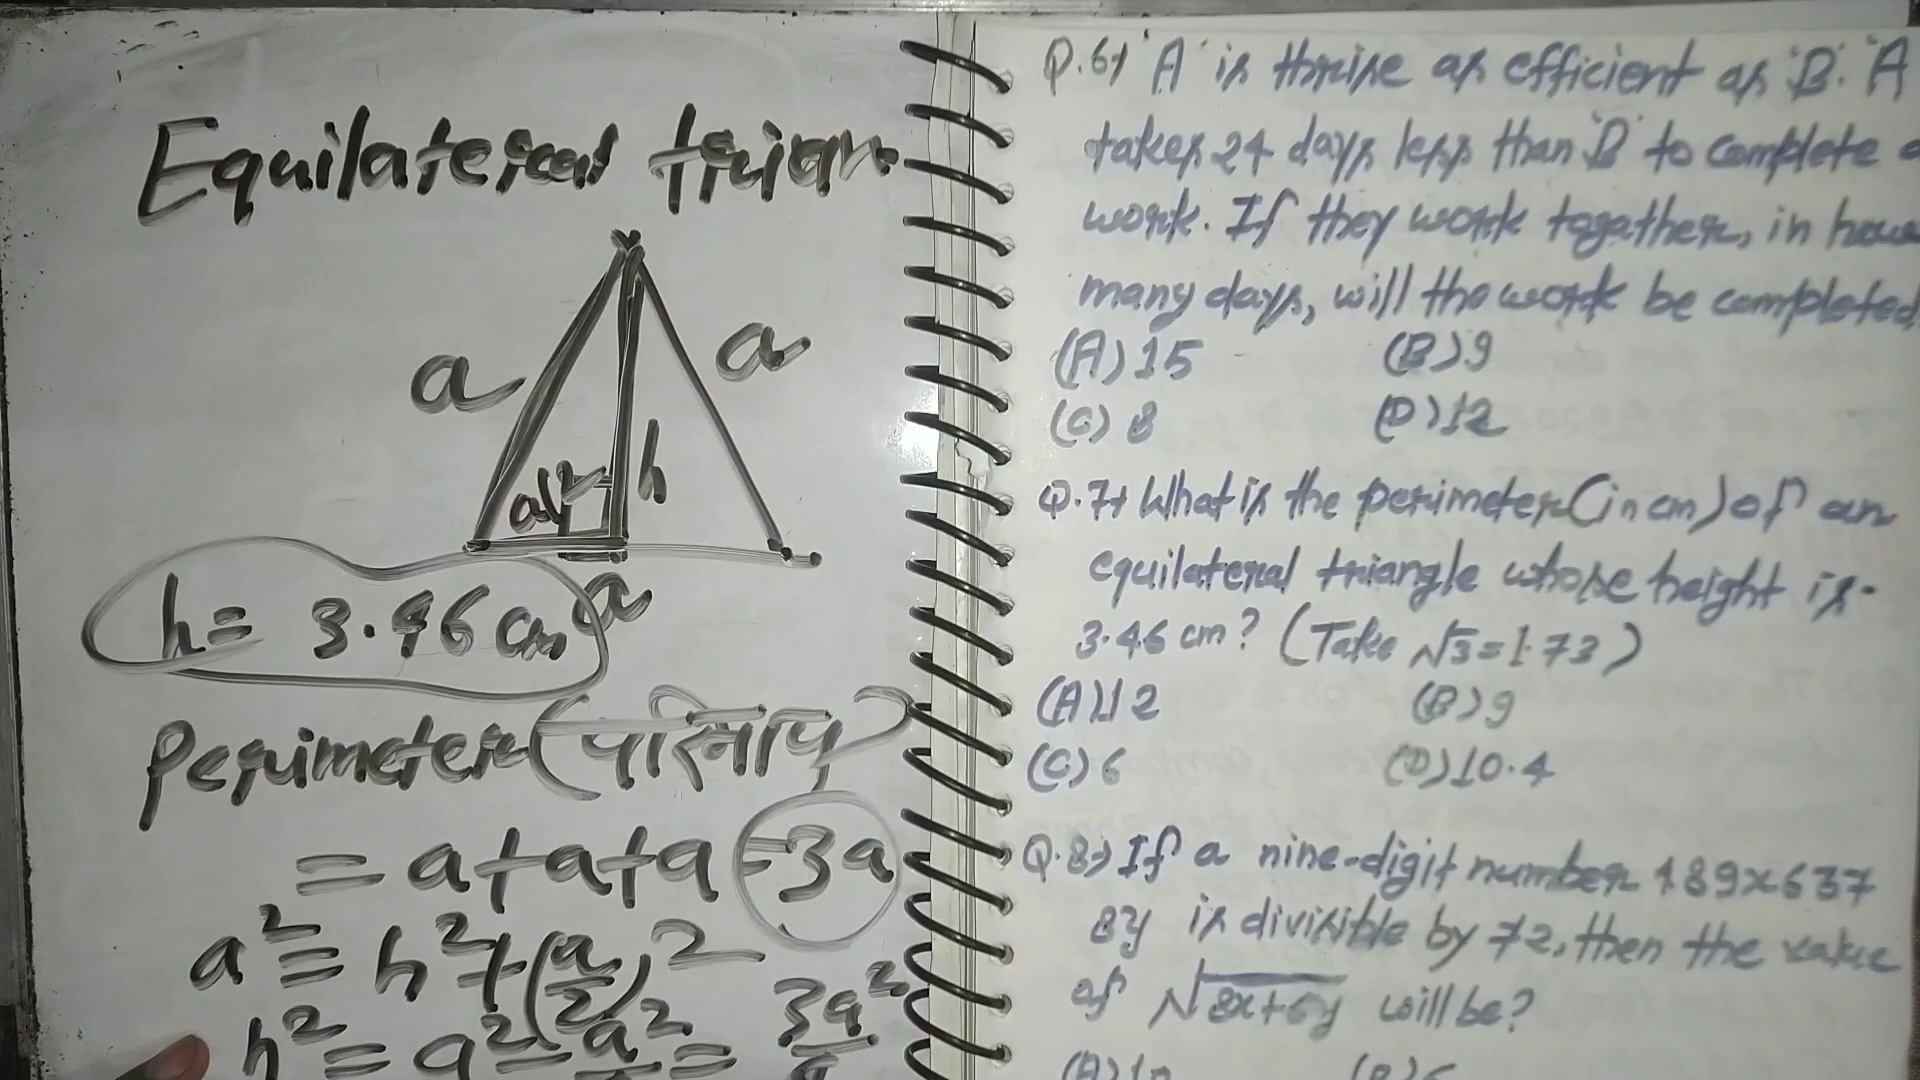 Equilateral
a
a
h
a/2
a
h = 3.46 cm
Perimeter (परिमाप)
= a+a+a = 3a
a² = h² + (a/2)²
h² = a² - a² = 3a²
Q.6) 'A' is thrice as efficient as 'B'. 'A'
takes 24 days less than 'B' to complete a
work. If they work together, in how
many days, will the work be completed
(A) 15 (B) 9
(C) 8 (D) 12
Q.7) What is the perimeter (in cm) of an
equilateral triangle whose height is
3.46 cm? (Take √3=1.73)
(A) 12 (B) 9
(C) 6 (D) 10.4
Q.8) If a nine-digit number 489x637
8y is divisible by 72, then the value
of √8x+6y will be?